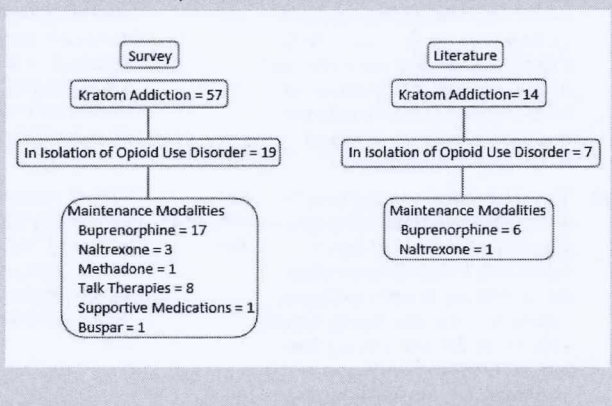 Survey
Kratom Addiction = 57
In Isolation of Opioid Use Disorder = 19
Maintenance Modalities
Buprenorphine = 17
Naltrexone = 3
Methadone = 1
Talk Therapies = 8
Supportive Medications = 1
Buspar = 1
Literature
Kratom Addiction= 14
In Isolation of Opioid Use Disorder = 7
Maintenance Modalities
Buprenorphine = 6
Naltrexone = 1